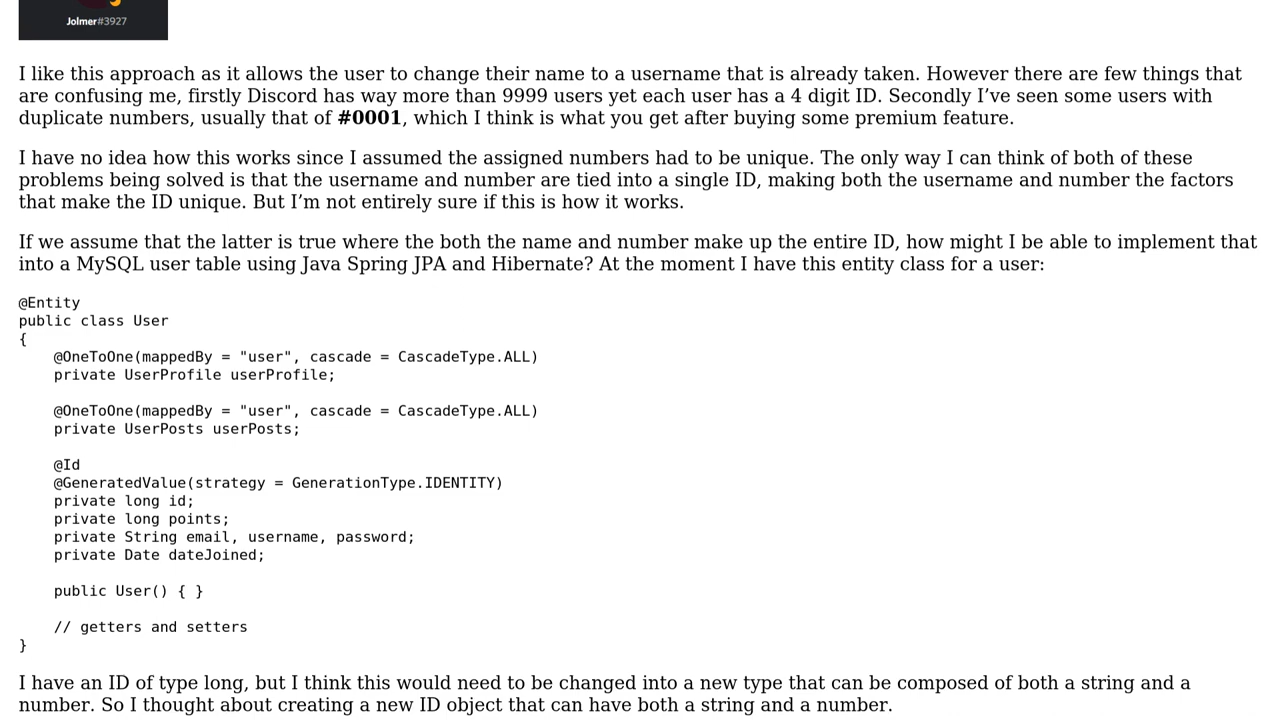 Jolmer#3927
I like this approach as it allows the user to change their name to a username that is already taken. However there are few things that
are confusing me, firstly Discord has way more than 9999 users yet each user has a 4 digit ID. Secondly I’ve seen some users with
duplicate numbers, usually that of #0001, which I think is what you get after buying some premium feature.
I have no idea how this works since I assumed the assigned numbers had to be unique. The only way I can think of both of these
problems being solved is that the username and number are tied into a single ID, making both the username and number the factors
that make the ID unique. But I’m not entirely sure if this is how it works.
If we assume that the latter is true where the both the name and number make up the entire ID, how might I be able to implement that
into a MySQL user table using Java Spring JPA and Hibernate? At the moment I have this entity class for a user:
@Entity
public class User
{
    @OneToOne(mappedBy = "user", cascade = CascadeType.ALL)
    private UserProfile userProfile;
    @OneToOne(mappedBy = "user", cascade = CascadeType.ALL)
    private UserPosts userPosts;
    @Id
    @GeneratedValue(strategy = GenerationType.IDENTITY)
    private long id;
    private long points;
    private String email, username, password;
    private Date dateJoined;
    public User() { }
    // getters and setters
}
I have an ID of type long, but I think this would need to be changed into a new type that can be composed of both a string and a
number. So I thought about creating a new ID object that can have both a string and a number.